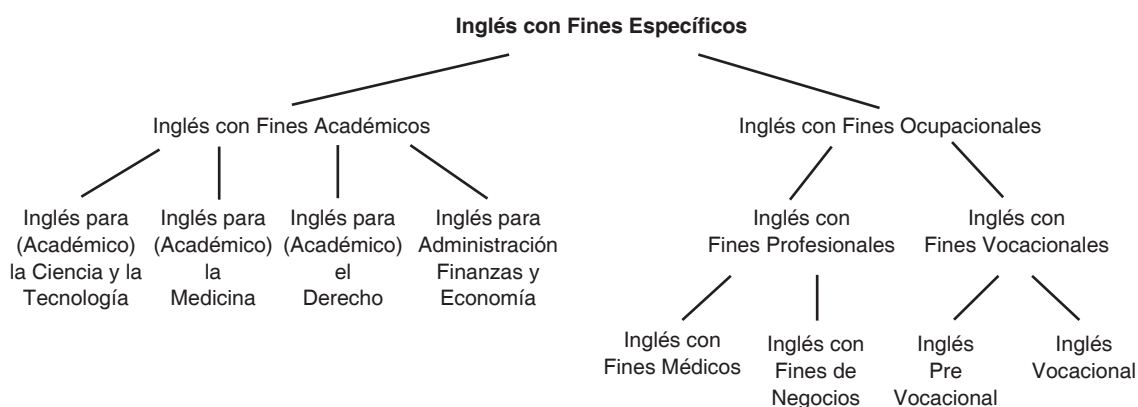 Inglés con Fines Específicos
Inglés con Fines Académicos
Inglés con Fines Ocupacionales
Inglés para
(Académico)
la Ciencia y la
Tecnología
Inglés para
(Académico)
la
Medicina
Inglés para
(Académico)
el
Derecho
Inglés para
Administración
Finanzas y
Economía
Inglés con
Fines Profesionales
Inglés con
Fines Vocacionales
Inglés con
Fines Médicos
Inglés con
Fines de
Negocios
Inglés
Pre
Vocacional
Inglés
Vocacional